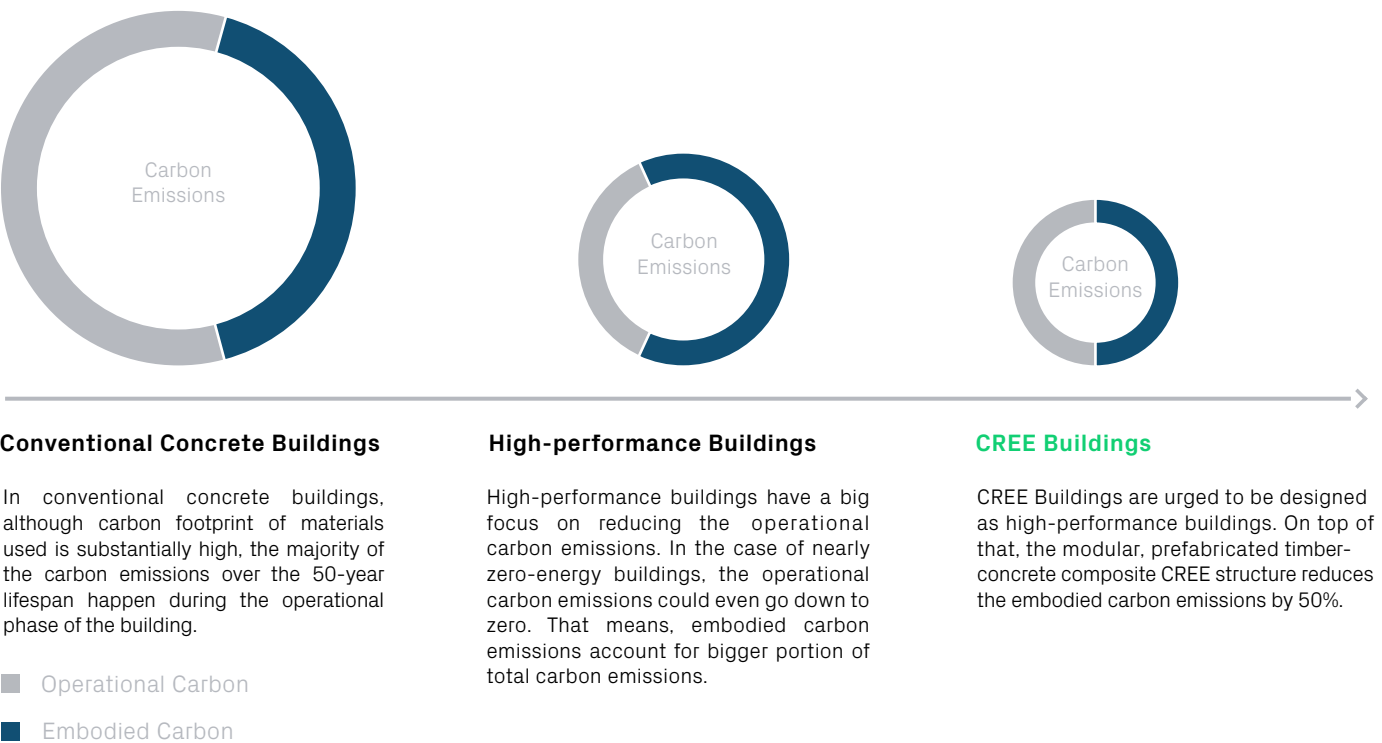 Carbon
Emissions
Carbon
Emissions
Carbon
Emissions
Conventional Concrete Buildings
In conventional concrete buildings,
although carbon footprint of materials
used is substantially high, the majority of
the carbon emissions over the 50-year
lifespan happen during the operational
phase of the building.
Operational Carbon
Embodied Carbon
High-performance Buildings
High-performance buildings have a big
focus on reducing the operational
carbon emissions. In the case of nearly
zero-energy buildings, the operational
carbon emissions could even go down to
zero. That means, embodied carbon
emissions account for bigger portion of
total carbon emissions.
CREE Buildings
CREE Buildings are urged to be designed
as high-performance buildings. On top of
that, the modular, prefabricated timber-
concrete composite CREE structure reduces
the embodied carbon emissions by 50%.